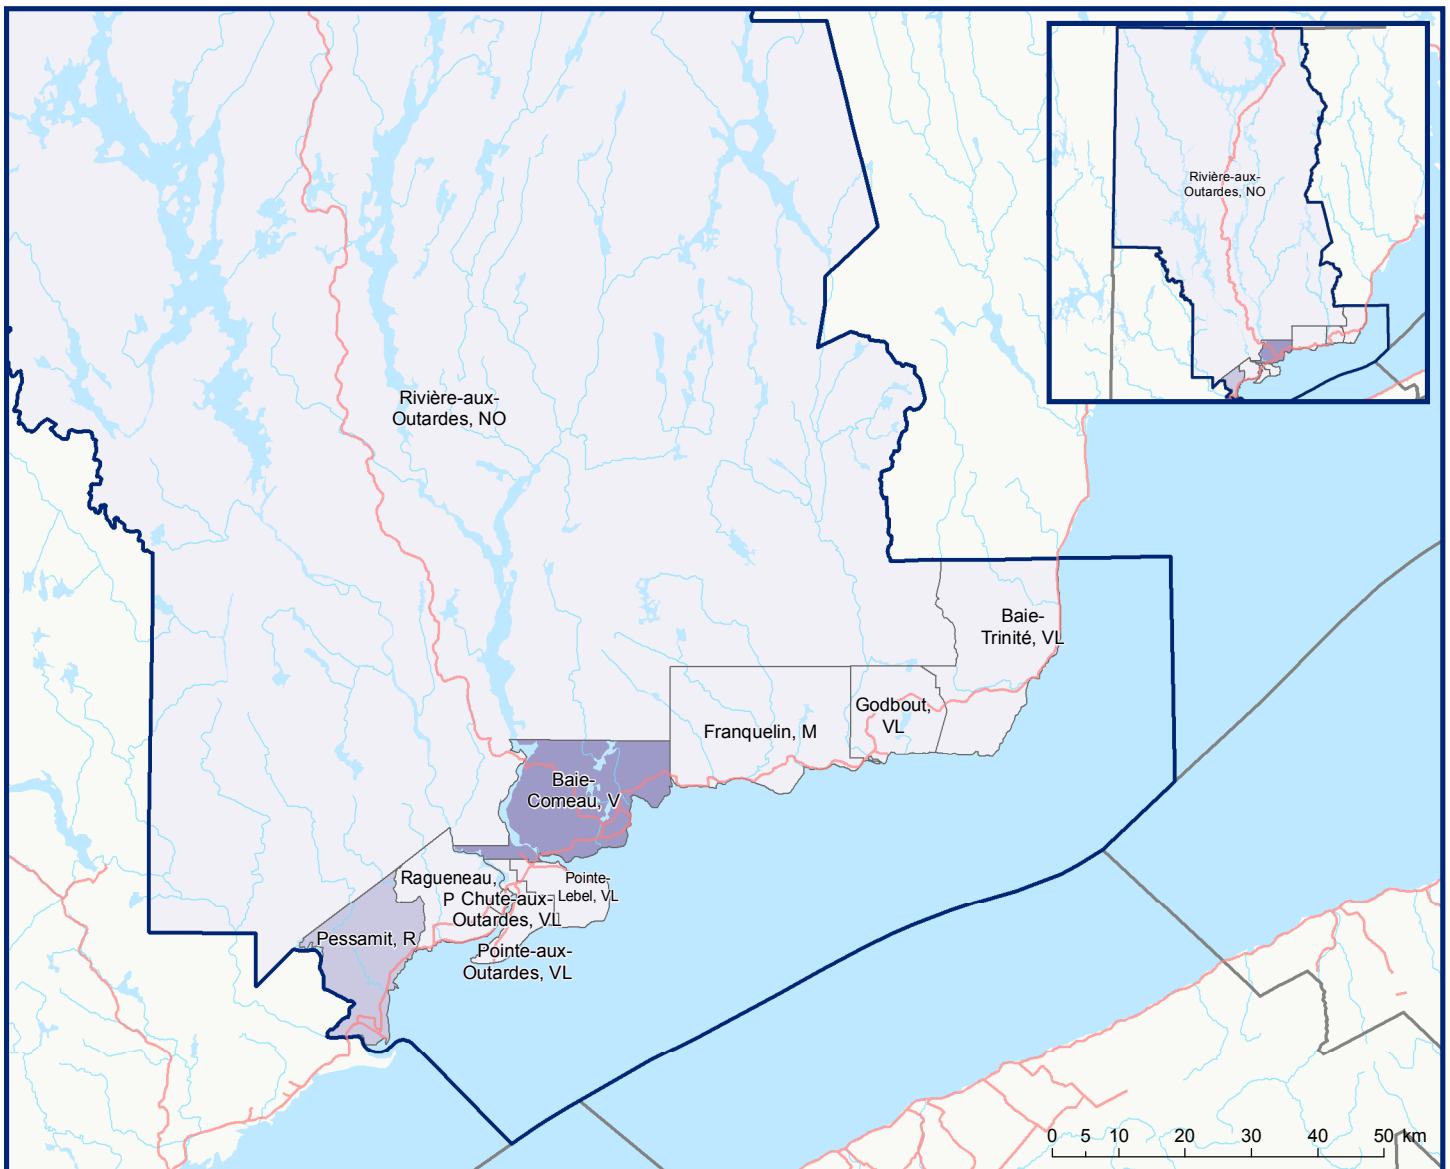 Rivière-aux-
Outardes, NO
Rivière-aux-
Outardes, NO
Baie-
Trinité, VL
Godbout,
VL
Franquelin, M
Baie-
Comeau, V
Ragueneau,
P
Chute-aux-
Outardes, VL
Pointe-
Lebel, VL
Pessamit, R
Pointe-aux-
Outardes, VL
0 5 10 20 30 40 50 km